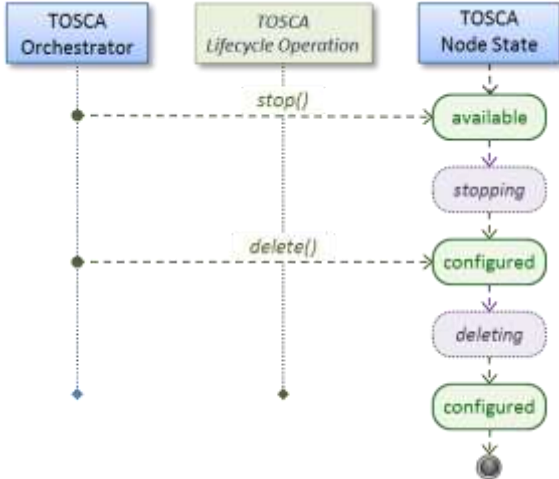 TOSCA
Orchestrator
TOSCA
Lifecycle Operation
TOSCA
Node State
stop()
available
stopping
delete()
configured
deleting
configured